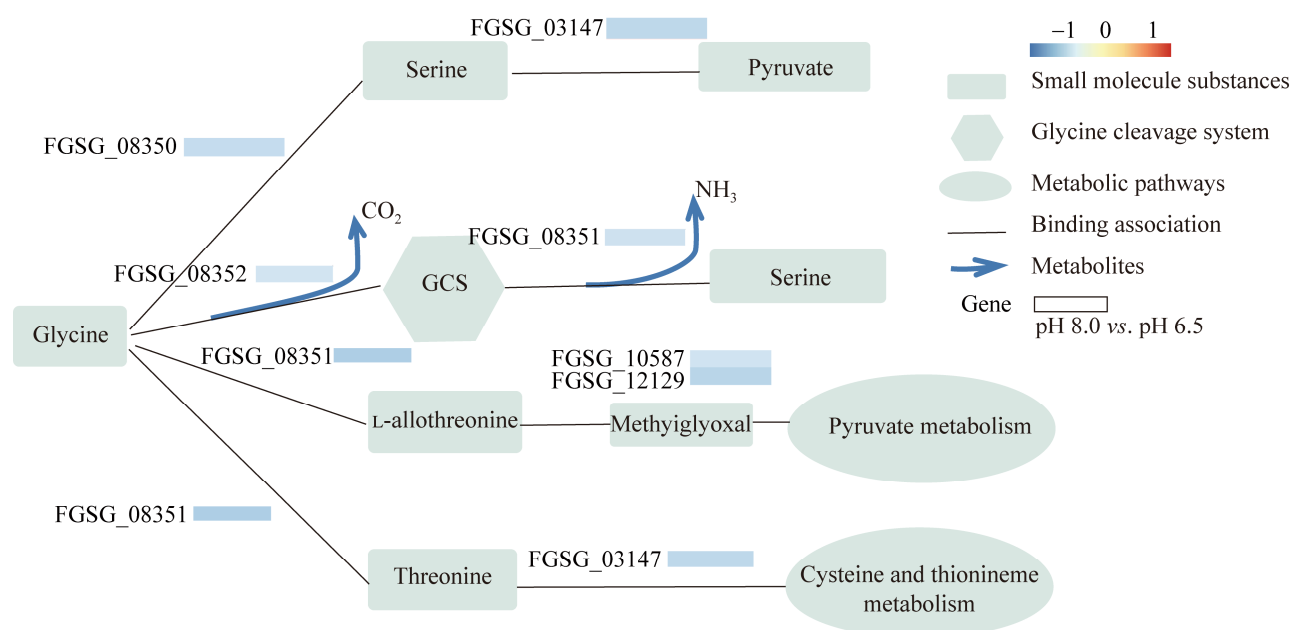 FGSG_03147
Serine
Pyruvate
FGSG_08350
CO2
NH3
FGSG_08351
FGSG_08352
GCS
Serine
Glycine
FGSG_08351
FGSG_10587
FGSG_12129
L-allothreonine
Methyiglyoxal
Pyruvate metabolism
FGSG_08351
FGSG_03147
Threonine
Cysteine and thionineme
metabolism
−1 0 1
Small molecule substances
Glycine cleavage system
Metabolic pathways
Binding association
Metabolites
Gene
pH 8.0 vs. pH 6.5